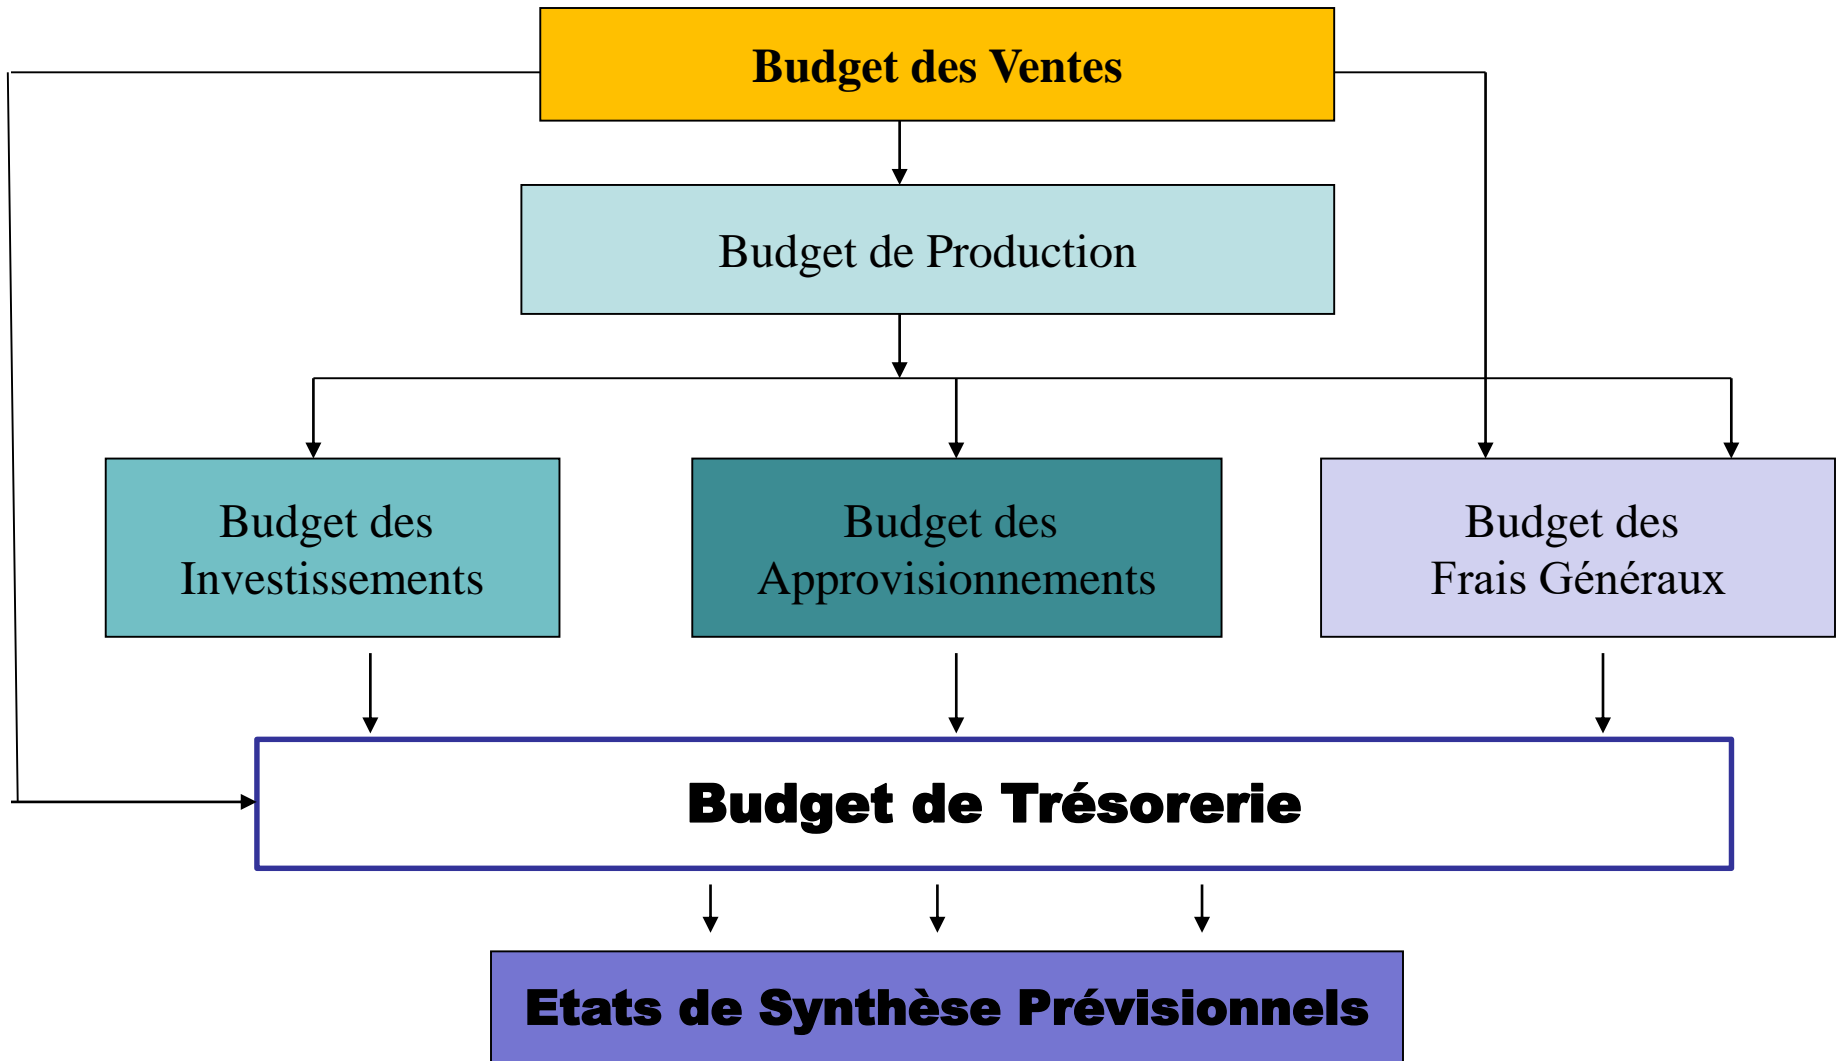 Budget des Ventes
Budget de Production
Budget des
Investissements
Budget des
Approvisionnements
Budget des
Frais Généraux
Budget de Trésorerie
Etats de Synthèse Prévisionnels